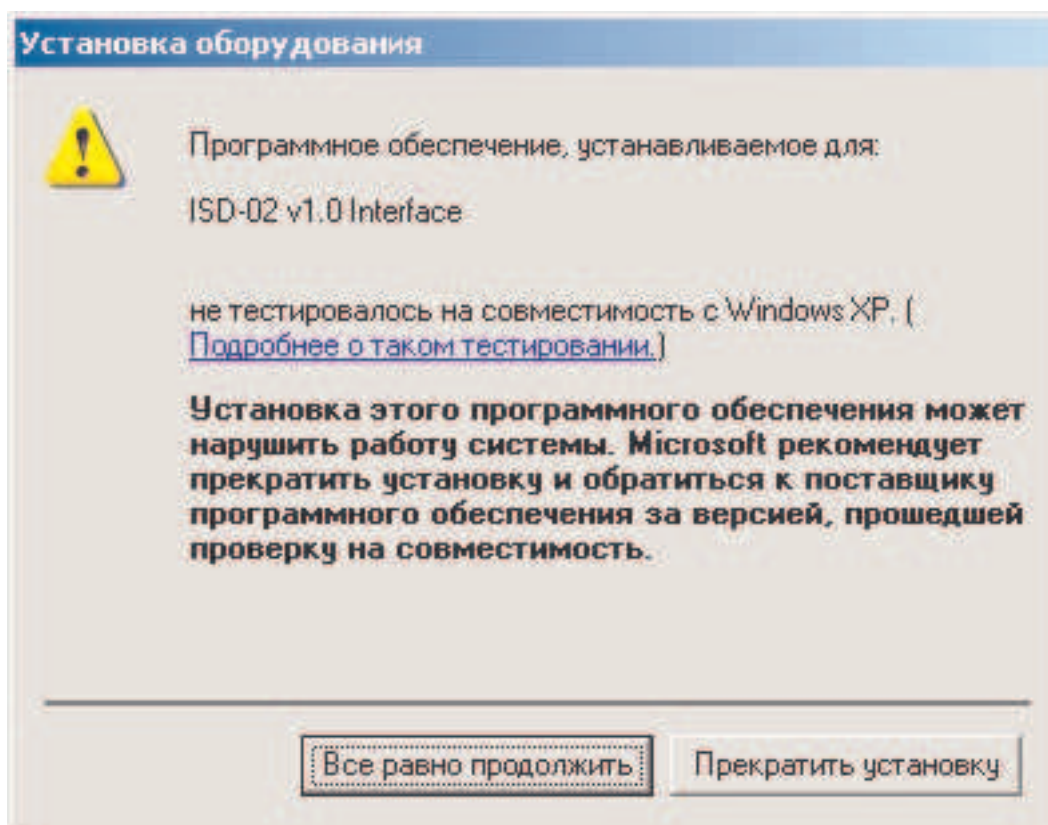 Установка оборудования
Программное обеспечение, устанавливаемое для:
ISD-02 v1.0 Interface
не тестировалось на совместимость с Windows XP. (
Подробнее о таком тестировании.)
Установка этого программного обеспечения может
нарушить работу системы. Microsoft рекомендует
прекратить установку и обратиться к поставщику
программного обеспечения за версией, прошедшей
проверку на совместимость.
Все равно продолжить
Прекратить установку